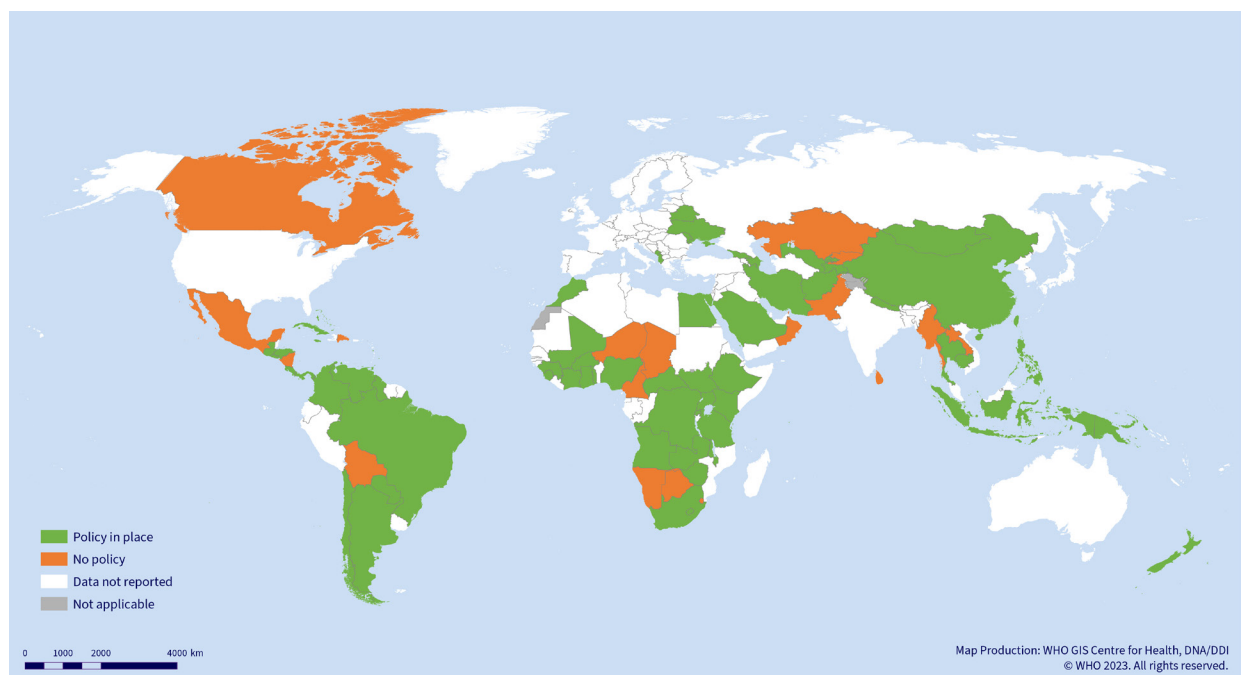 Policy in place
No policy
Data not reported
Not applicable
0 1000 2000 4000 km
Map Production: WHO GIS Centre for Health, DNA/DDI
© WHO 2023. All rights reserved.